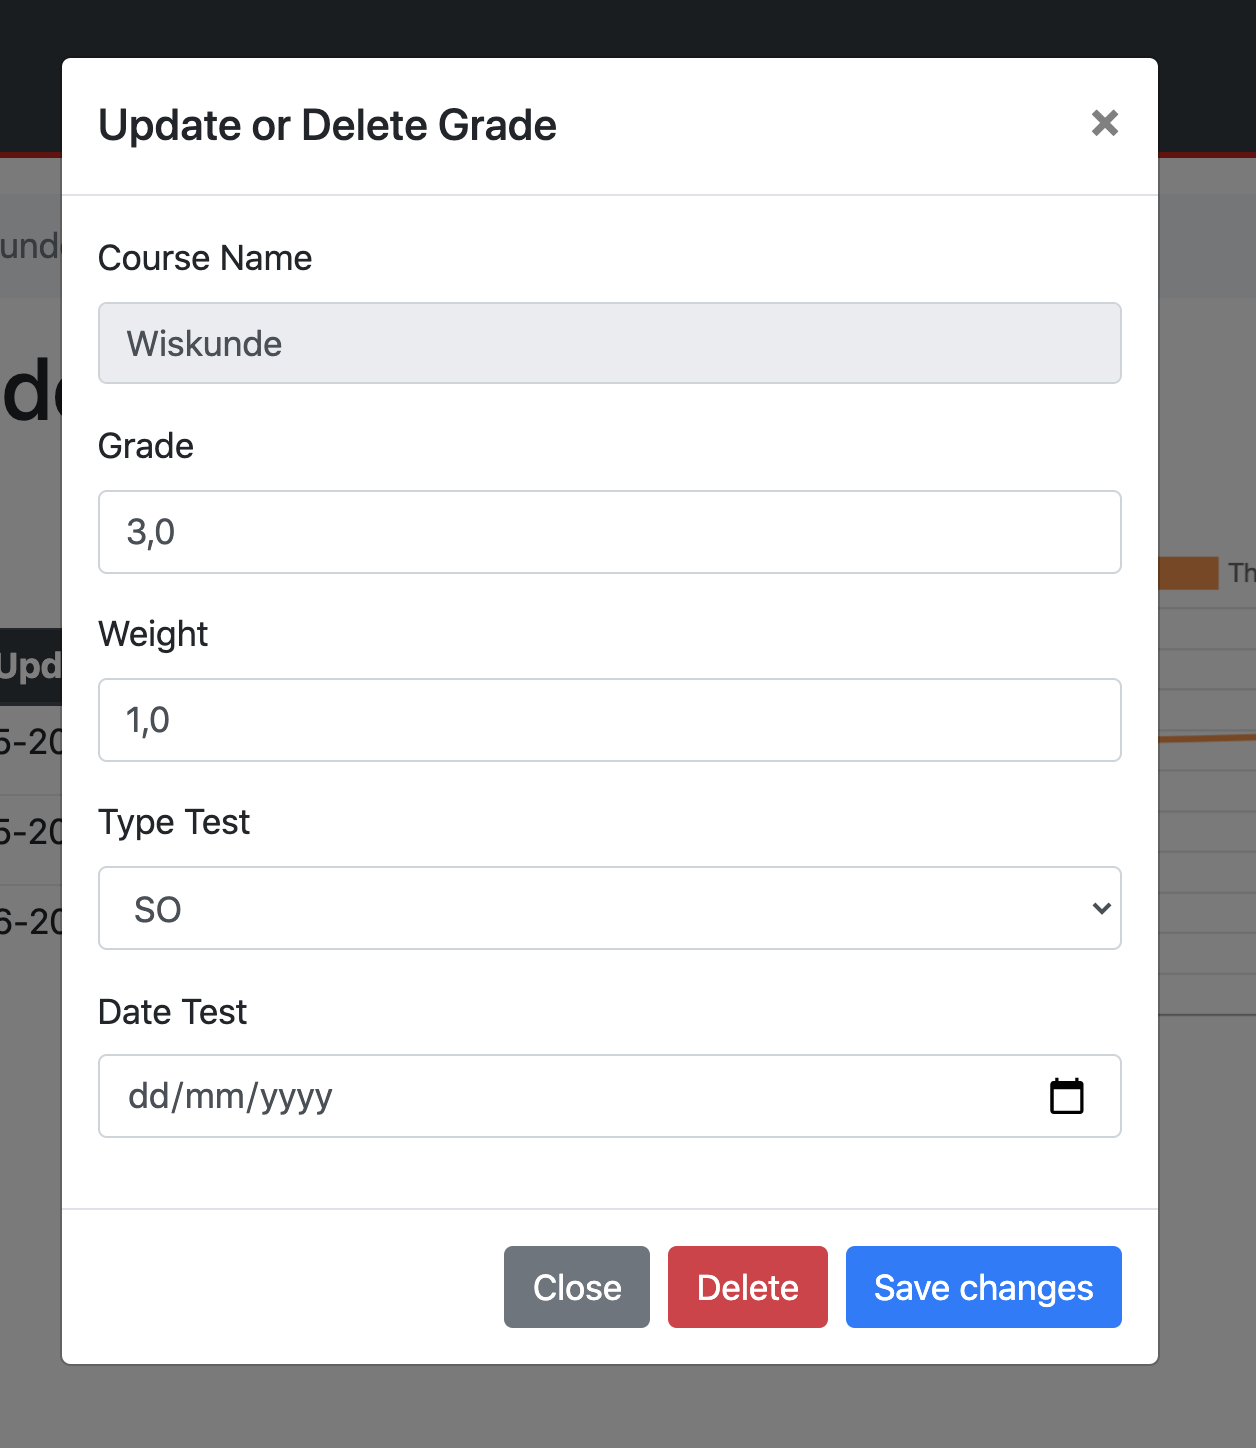 Update or Delete Grade
×
Course Name
Wiskunde
Grade
3,0
Weight
1,0
Type Test
SO
Date Test
dd/mm/yyyy
Close Delete Save changes